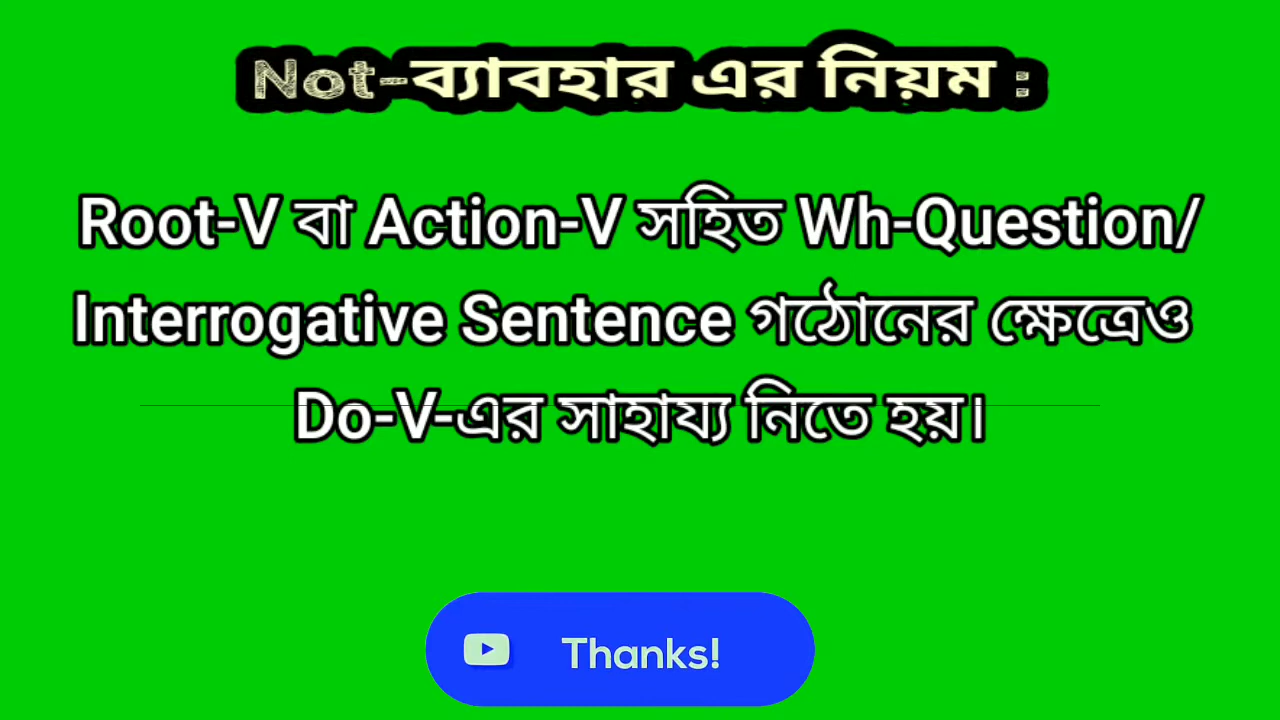 Not-ব্যাবহার এর নিয়ম :
Root-V বা Action-V সহিত Wh-Question/
Interrogative Sentence গঠোনের ক্ষেত্রেও
Do-V-এর সাহায্য নিতে হয়।
Thanks!